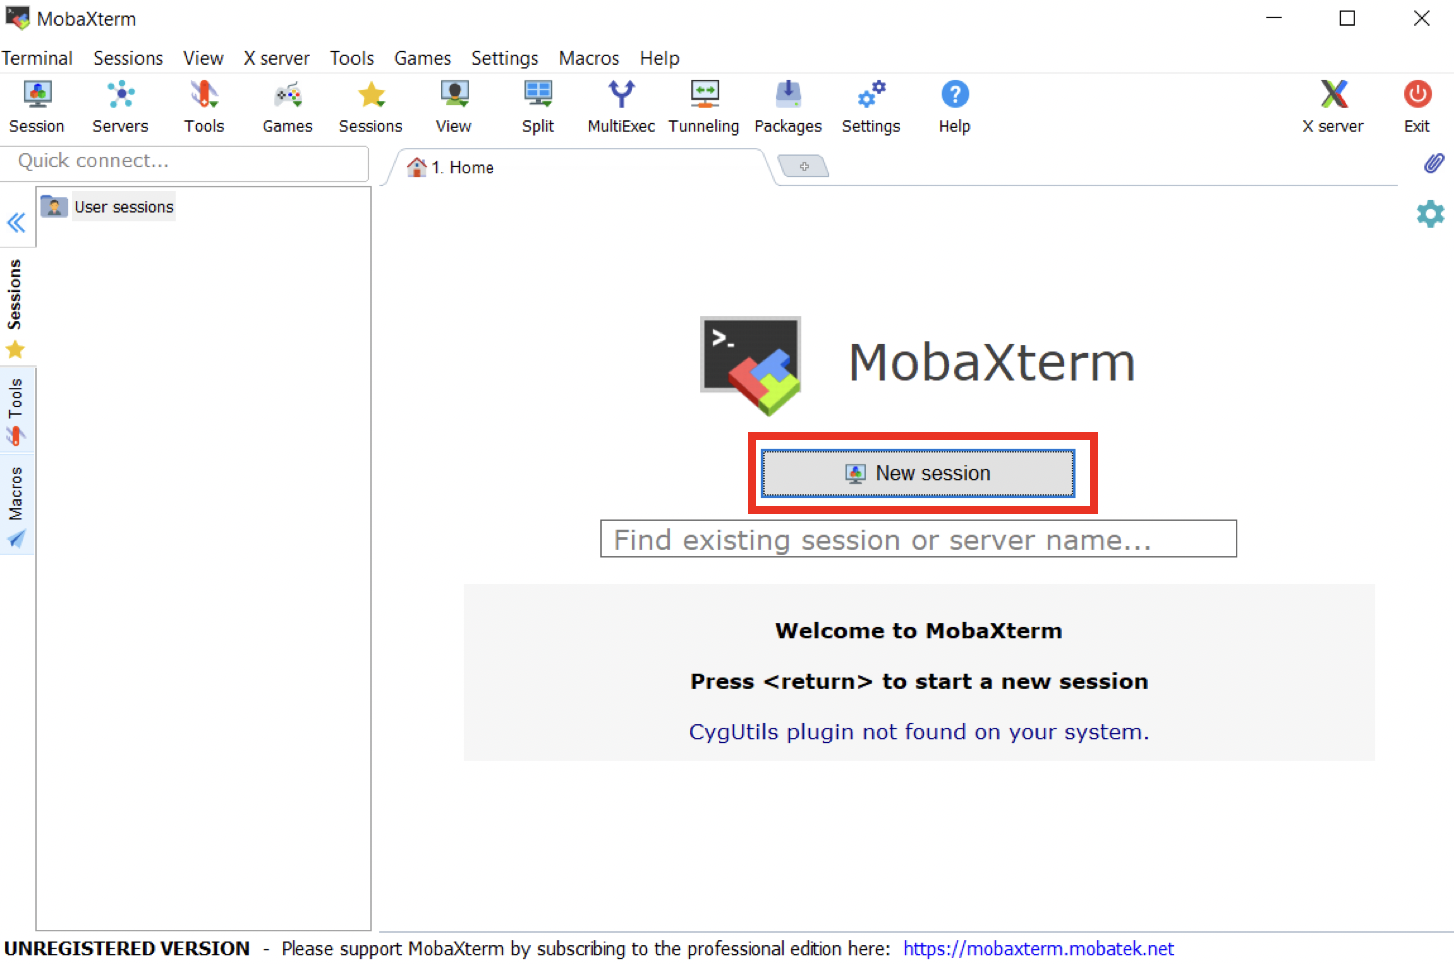 MobaXterm
Terminal Sessions View X server Tools Games Settings Macros Help
Session Servers Tools Games Sessions View Split MultiExec Tunneling Packages Settings Help X server Exit
Quick connect...
1. Home
User sessions
Sessions
Tools
Macros
>_
MobaXterm
New session
Find existing session or server name...
Welcome to MobaXterm
Press <return> to start a new session
CygUtils plugin not found on your system.
UNREGISTERED VERSION - Please support MobaXterm by subscribing to the professional edition here: https://mobaxterm.mobatek.net